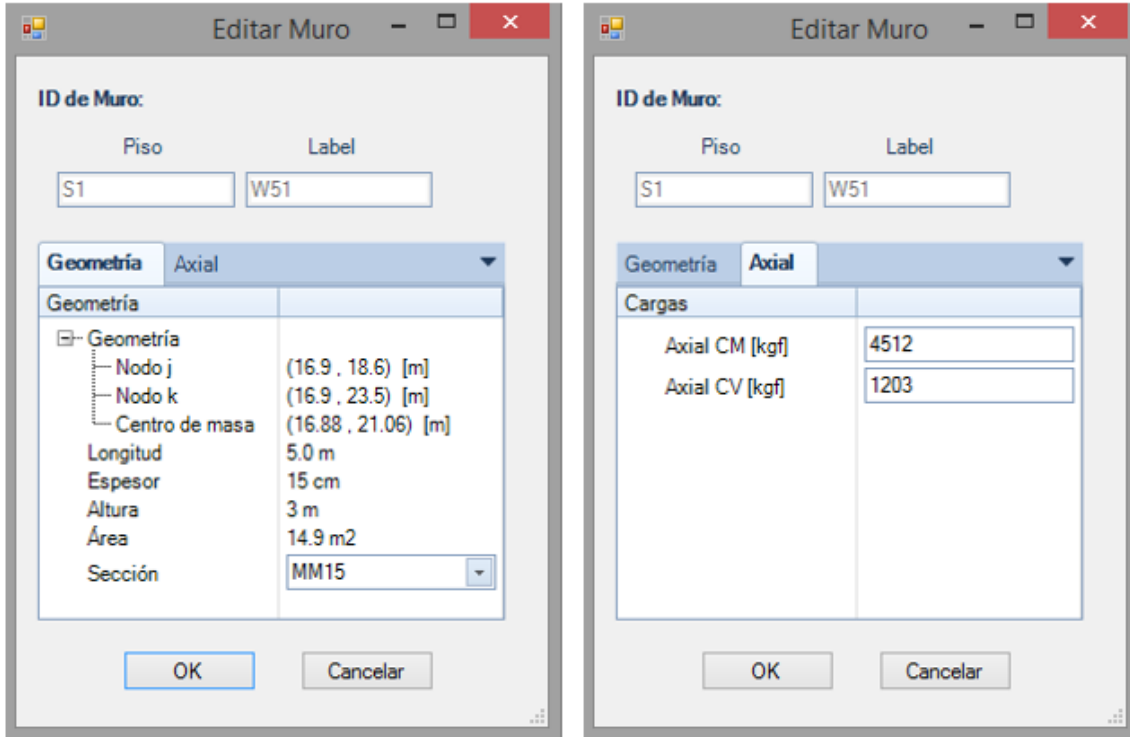 Editar Muro
ID de Muro:
Piso Label
S1 W51
Geometría Axial
Geometría
Geometría
Nodo j (16.9 , 18.6) [m]
Nodo k (16.9 , 23.5) [m]
Centro de masa (16.88 , 21.06) [m]
Longitud 5.0 m
Espesor 15 cm
Altura 3 m
Área 14.9 m2
Sección MM15
OK Cancelar
Editar Muro
ID de Muro:
Piso Label
S1 W51
Geometría Axial
Cargas
Axial CM [kgf] 4512
Axial CV [kgf] 1203
OK Cancelar